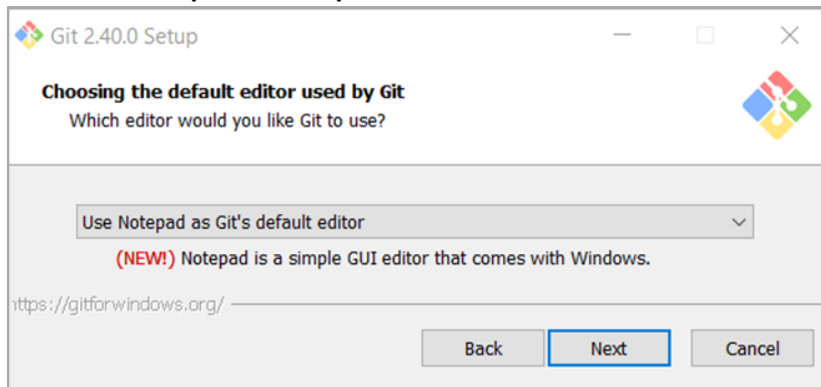 Git 2.40.0 Setup
Choosing the default editor used by Git
Which editor would you like Git to use?
Use Notepad as Git's default editor
(NEW!) Notepad is a simple GUI editor that comes with Windows.
https://gitforwindows.org/
Back Next Cancel